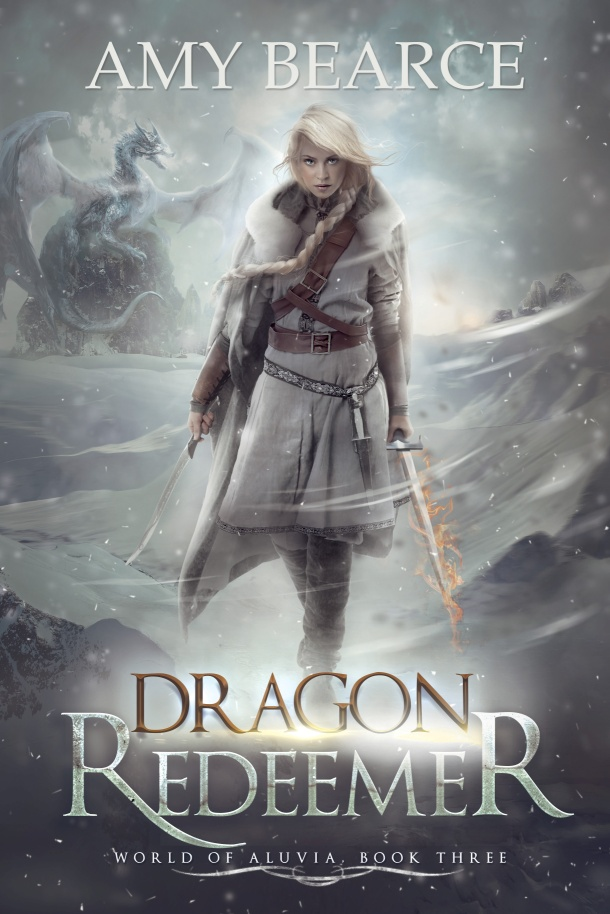 AMY BEARCE
DRAGON
REDEEMER
WORLD OF ALUVIA, BOOK THREE